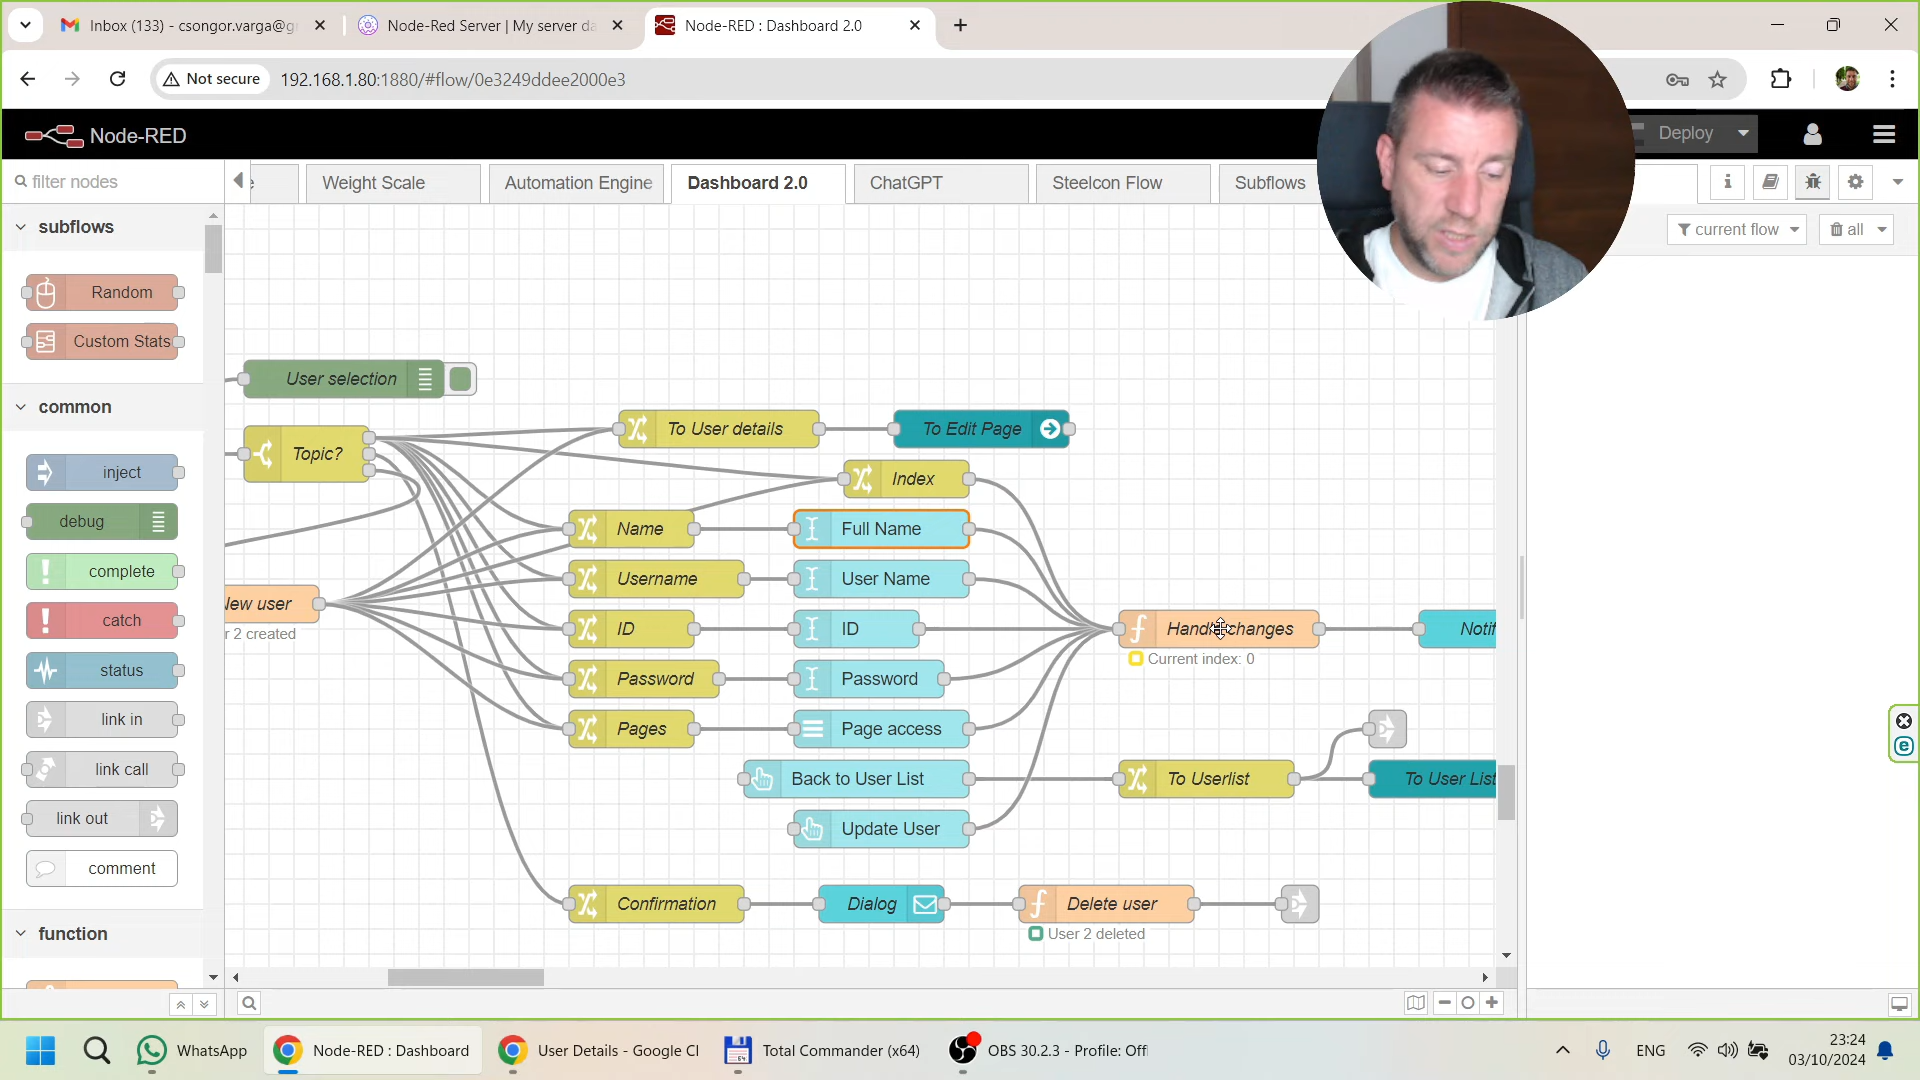 Inbox (133) - csongor.varga@g
Node-Red Server | My server da
Node-RED : Dashboard 2.0
Not secure
192.168.1.80:1880/#flow/0e3249ddee2000e3
Node-RED
Deploy
filter nodes
e
Weight Scale
Automation Engine
Dashboard 2.0
ChatGPT
Steelcon Flow
Subflows
i
subflows
current flow
all
Random
Custom Stats
User selection
common
To User details
To Edit Page
Topic?
inject
Index
debug
Name
Full Name
complete
Username
User Name
New user
r 2 created
catch
ID
ID
Handle changes
Notif
Current index: 0
status
Password
Password
link in
Pages
Page access
link call
Back to User List
To Userlist
To User List
link out
Update User
comment
Confirmation
Dialog
Delete user
User 2 deleted
function
WhatsApp
Node-RED : Dashboard
User Details - Google Cl
64
Total Commander (x64)
OBS 30.2.3 - Profile: Off
ENG
23:24
03/10/2024